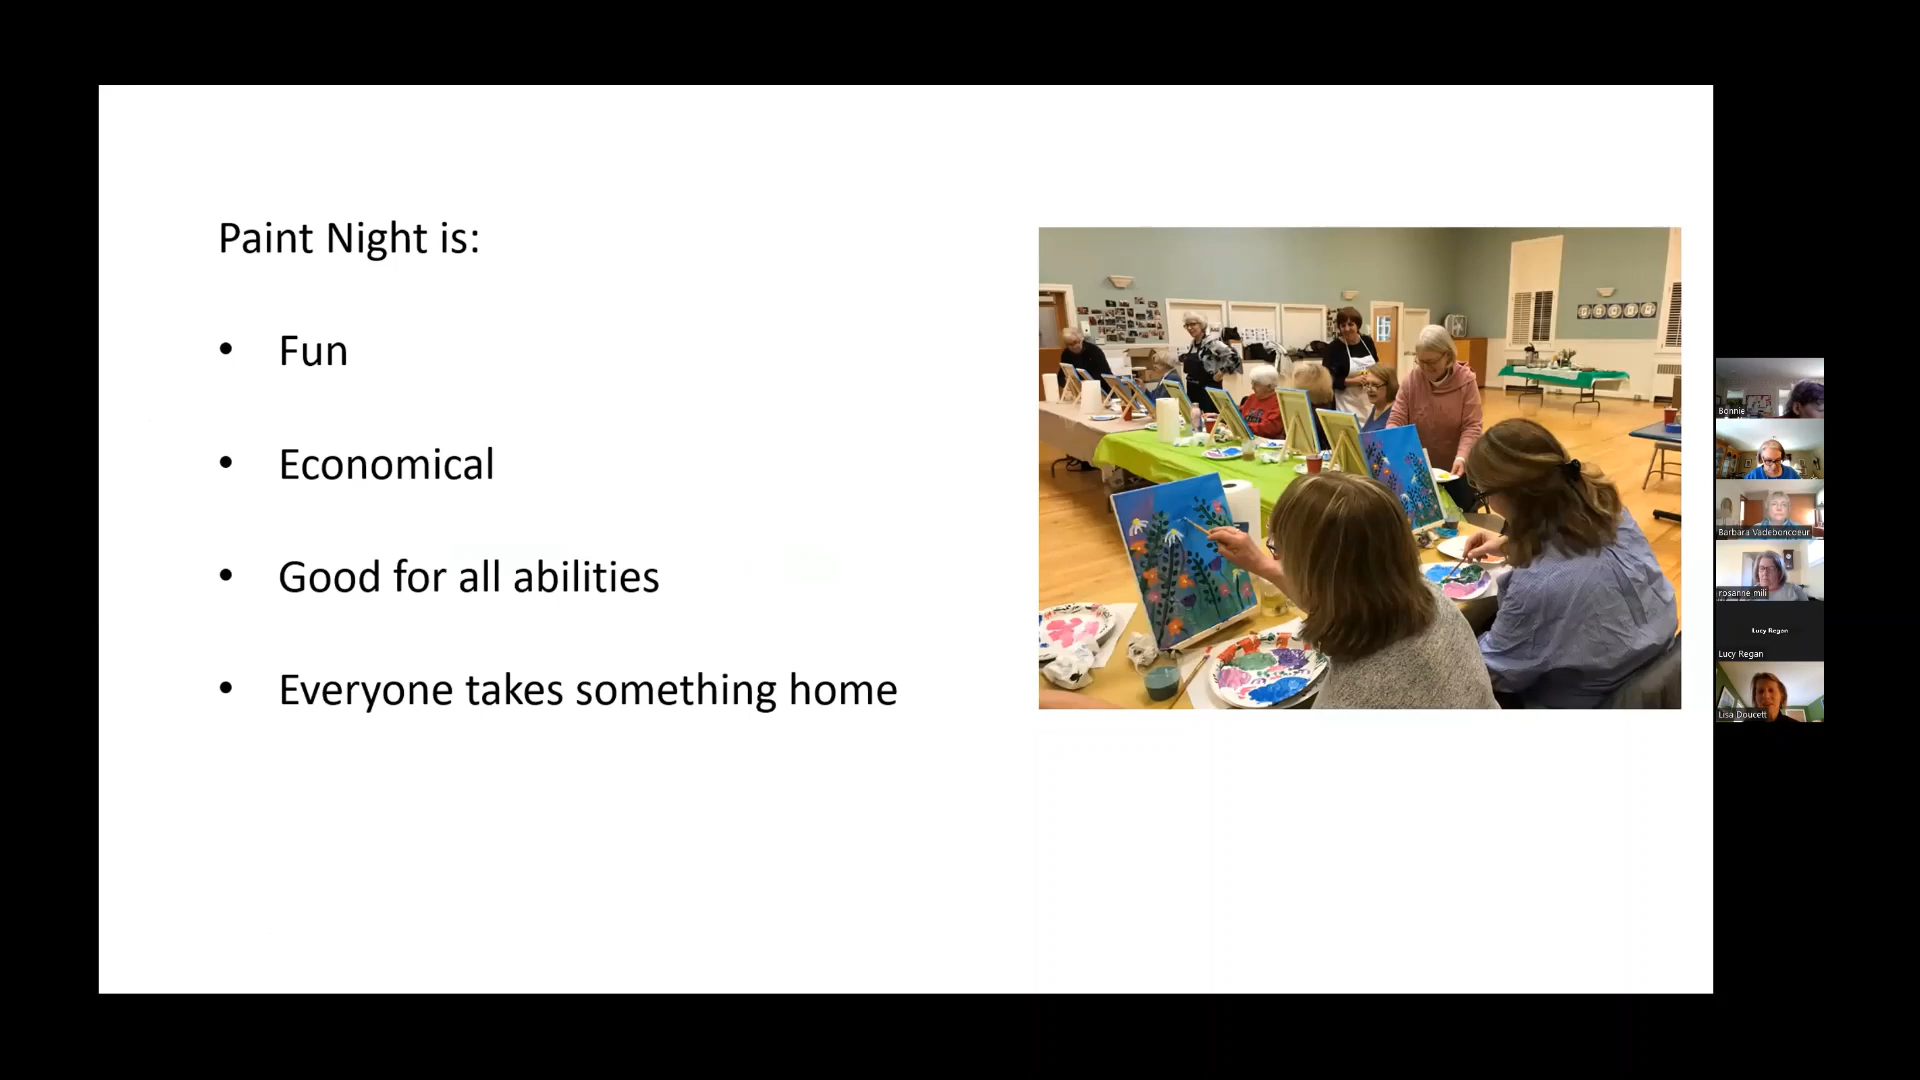 Paint Night is:
• Fun
• Economical
• Good for all abilities
• Everyone takes something home
Bonnie
Barbara Vadeboncoeur
rosanne mili
Lucy Regan
Lucy Regan
Lisa Doucett